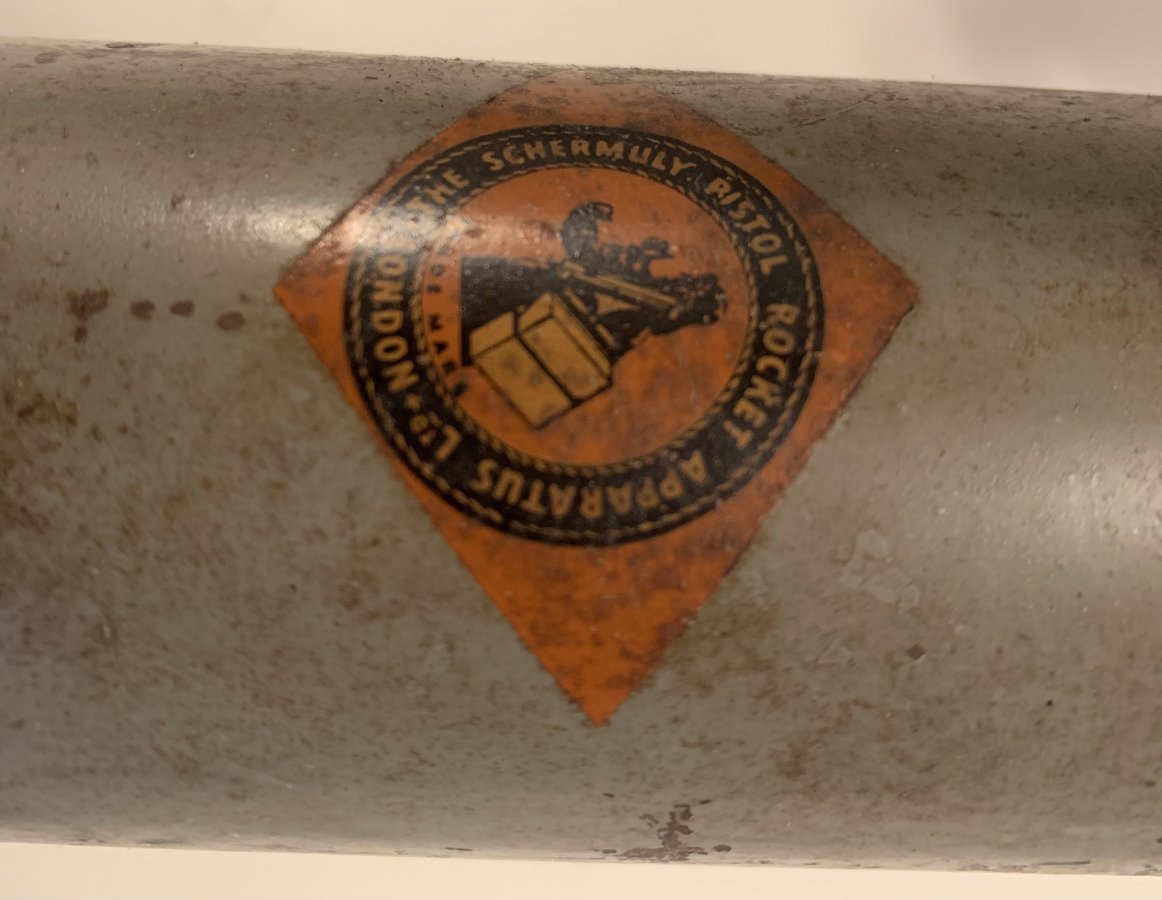 THE SCHERMULY PISTOL ROCKET APPARATUS LTD
LONDON